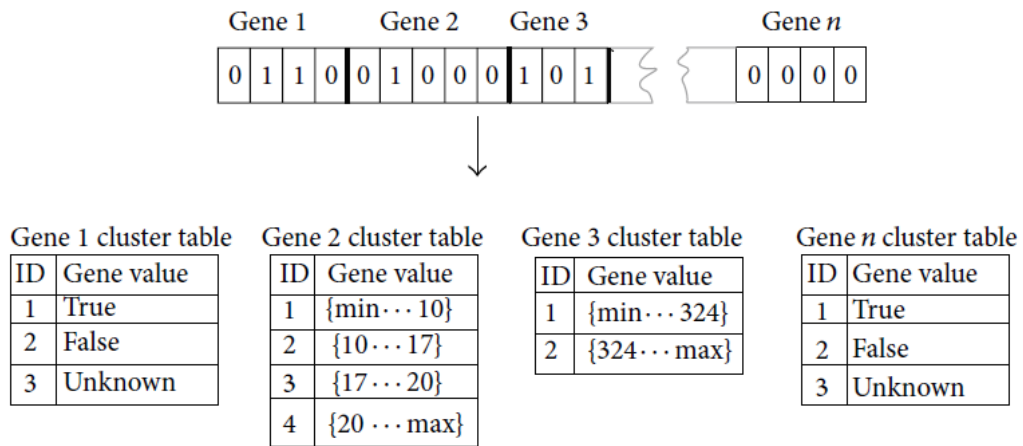 Gene 1 Gene 2 Gene 3 Gene n
0 1 1 0 0 1 0 0 0 1 0 1 0 0 0 0
Gene 1 cluster table
ID Gene value
1 True
2 False
3 Unknown
Gene 2 cluster table
ID Gene value
1 {min⋯10}
2 {10⋯17}
3 {17⋯20}
4 {20 ⋯ max}
Gene 3 cluster table
ID Gene value
1 {min⋯324}
2 {324⋯max}
Gene n cluster table
ID Gene value
1 True
2 False
3 Unknown